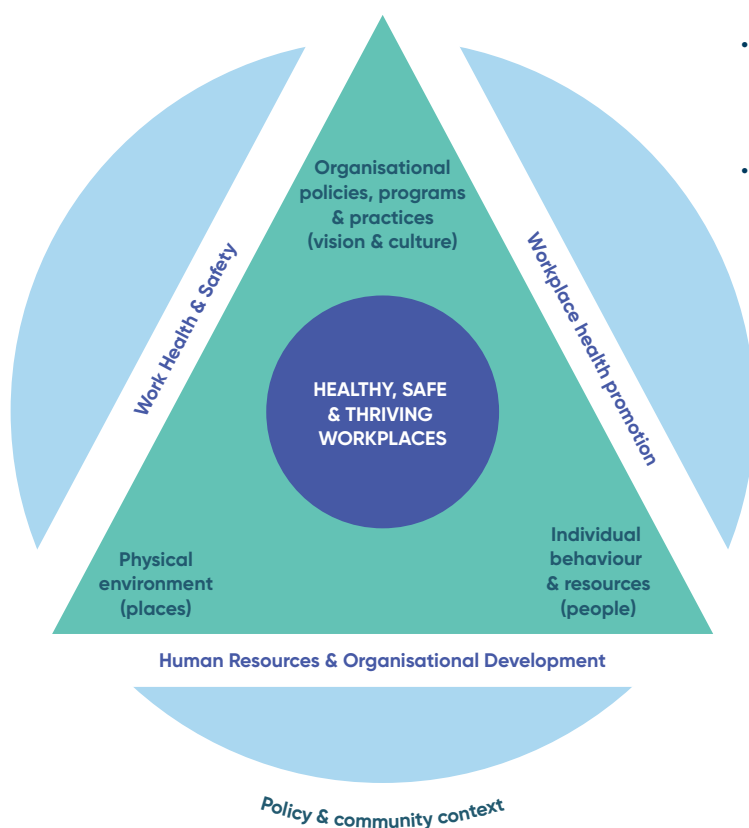 Organisational
policies, programs
& practices
(vision & culture)
Work Health & Safety
Workplace health promotion
HEALTHY, SAFE
& THRIVING
WORKPLACES
Physical
environment
(places)
Individual
behaviour
& resources
(people)
Human Resources & Organisational Development
Policy & community context